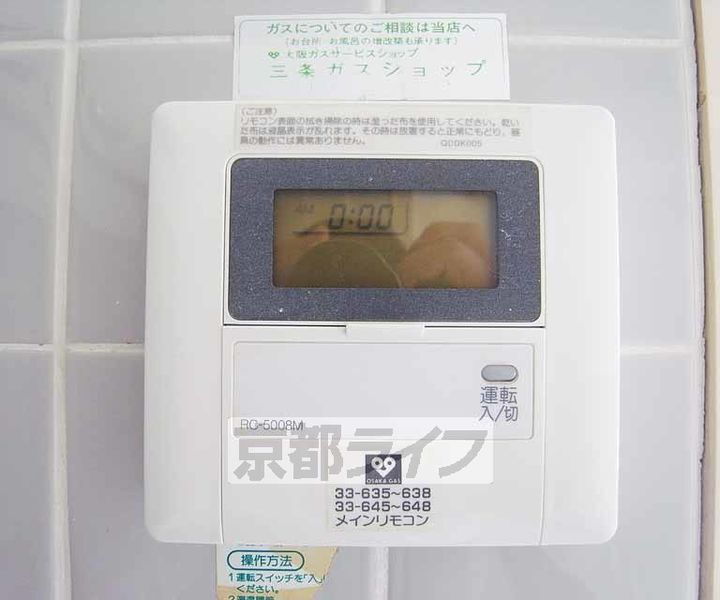 ガスについてのご相談は当店へ
(お台所 お風呂の増改築も承ります)
大阪ガスサービスショップ
三条ガスショップ
(ご注意)
リモコン表面の拭き掃除の時は湿った布を使用してください。乾い
た布は液晶表示が乱れます。その時は放置すると正常にもどり、器
具の動作には異常ありません。 QDDK005
AM 0:00
運転
入/切
RC-5008M
京都ライフ
OSAKA GAS
33-635~638
33-645~648
メインリモコン
操作方法
1運転スイッチを「入」
ください。